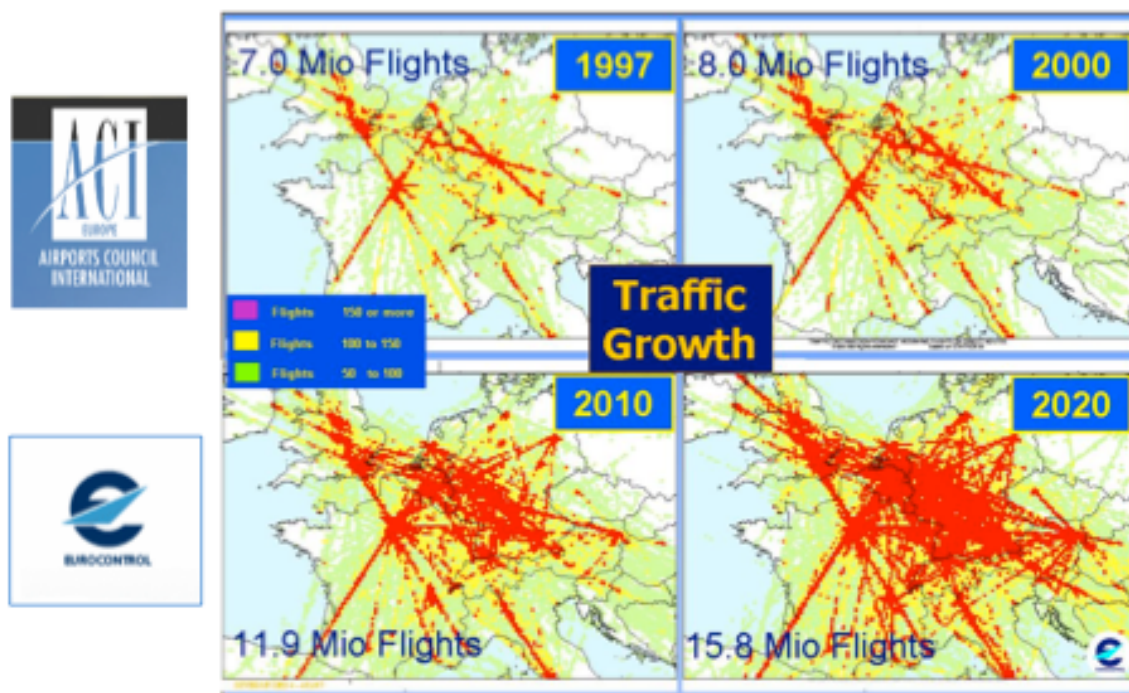 7.0 Mio Flights
1997
8.0 Mio Flights
2000
ACI
EUROPE
AIRPORTS COUNCIL
INTERNATIONAL
Traffic
Growth
Flights 150 or more
Flights 100 to 150
Flights 50 to 100
2010
2020
EUROCONTROL
11.9 Mio Flights
15.8 Mio Flights